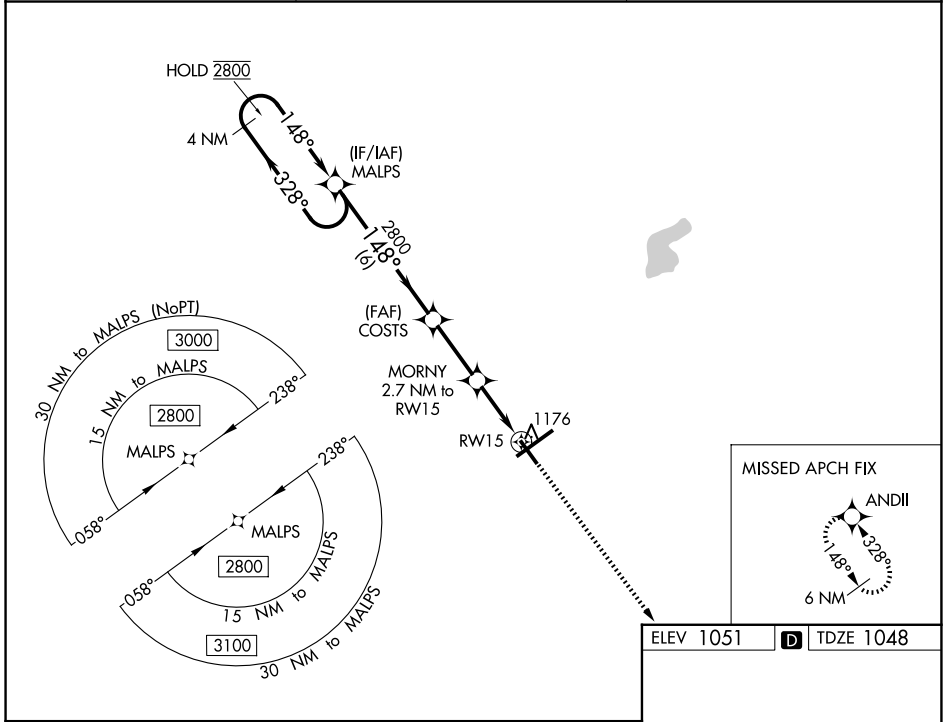 HOLD 2800
4 NM
148°
328°
(IF/IAF)
MALPS
2800
148°
(6)
(FAF)
COSTS
MORNY
2.7 NM to
RW15
1176
RW15
30 NM to MALPS (NoPT)
3000
15 NM to MALPS
2800
MALPS
238°
058°
238°
MALPS
058°
2800
15 NM to MALPS
3100
30 NM to MALPS
MISSED APCH FIX
ANDII
148°
328°
6 NM
ELEV 1051
D
TDZE 1048